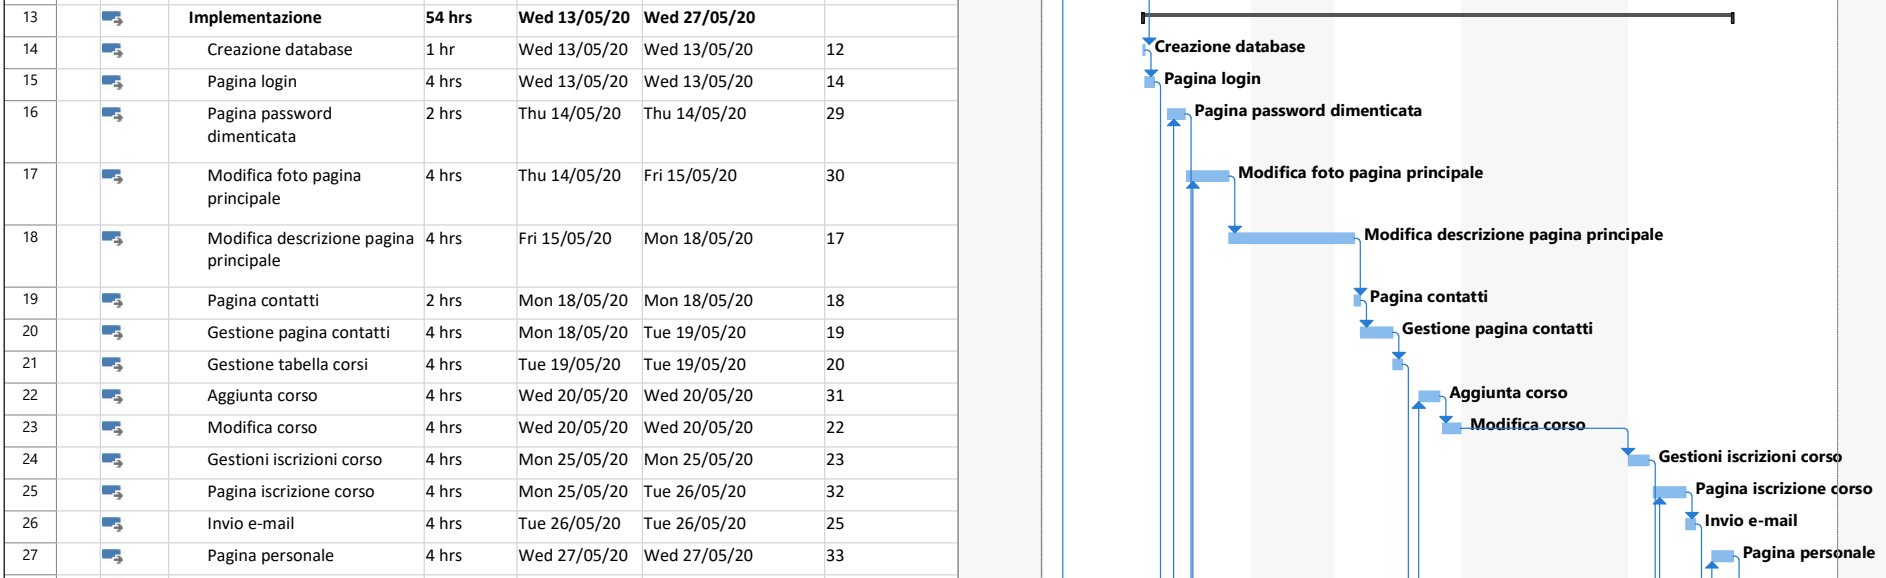 13 Implementazione 54 hrs Wed 13/05/20 Wed 27/05/20
14 Creazione database 1 hr Wed 13/05/20 Wed 13/05/20 12 Creazione database
15 Pagina login 4 hrs Wed 13/05/20 Wed 13/05/20 14 Pagina login
16 Pagina password 2 hrs Thu 14/05/20 Thu 14/05/20 29 Pagina password dimenticata
dimenticata
17 Modifica foto pagina 4 hrs Thu 14/05/20 Fri 15/05/20 30 Modifica foto pagina principale
principale
18 Modifica descrizione pagina 4 hrs Fri 15/05/20 Mon 18/05/20 17 Modifica descrizione pagina principale
principale
19 Pagina contatti 2 hrs Mon 18/05/20 Mon 18/05/20 18 Pagina contatti
20 Gestione pagina contatti 4 hrs Mon 18/05/20 Tue 19/05/20 19 Gestione pagina contatti
21 Gestione tabella corsi 4 hrs Tue 19/05/20 Tue 19/05/20 20
22 Aggiunta corso 4 hrs Wed 20/05/20 Wed 20/05/20 31 Aggiunta corso
23 Modifica corso 4 hrs Wed 20/05/20 Wed 20/05/20 22 Modifica corso
24 Gestioni iscrizioni corso 4 hrs Mon 25/05/20 Mon 25/05/20 23 Gestioni iscrizioni corso
25 Pagina iscrizione corso 4 hrs Mon 25/05/20 Tue 26/05/20 32 Pagina iscrizione corso
26 Invio e-mail 4 hrs Tue 26/05/20 Tue 26/05/20 25 Invio e-mail
27 Pagina personale 4 hrs Wed 27/05/20 Wed 27/05/20 33 Pagina personale